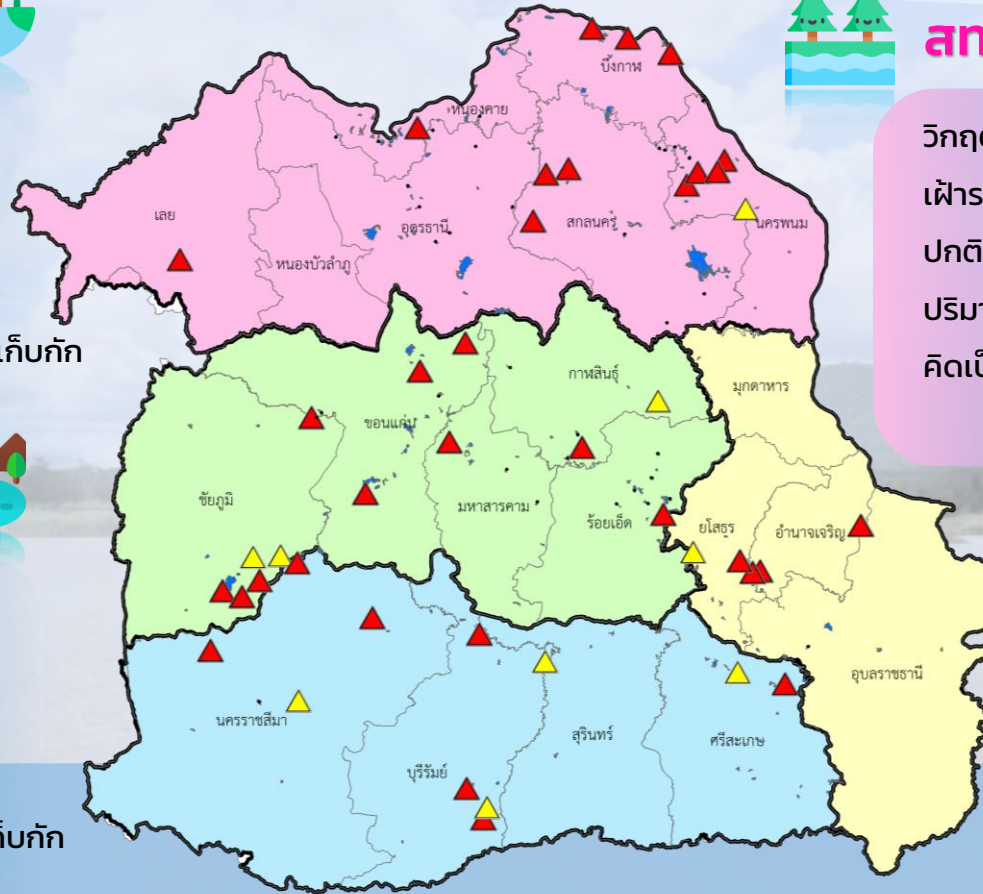 สท
วิกฤต
เฝ้าระ
ปกติ
ปริมา
คิดเป็
เก็บกัก
ก็บกัก
บึงกาฬ
หนองคาย
เลย
อุดรธานี
สกลนคร
นครพนม
หนองบัวลำภู
กาฬสินธุ์
มุกดาหาร
ขอนแก่น
ชัยภูมิ
มหาสารคาม
ร้อยเอ็ด
ยโสธร
อำนาจเจริญ
อุบลราชธานี
นครราชสีมา
สุรินทร์
ศรีสะเกษ
บุรีรัมย์